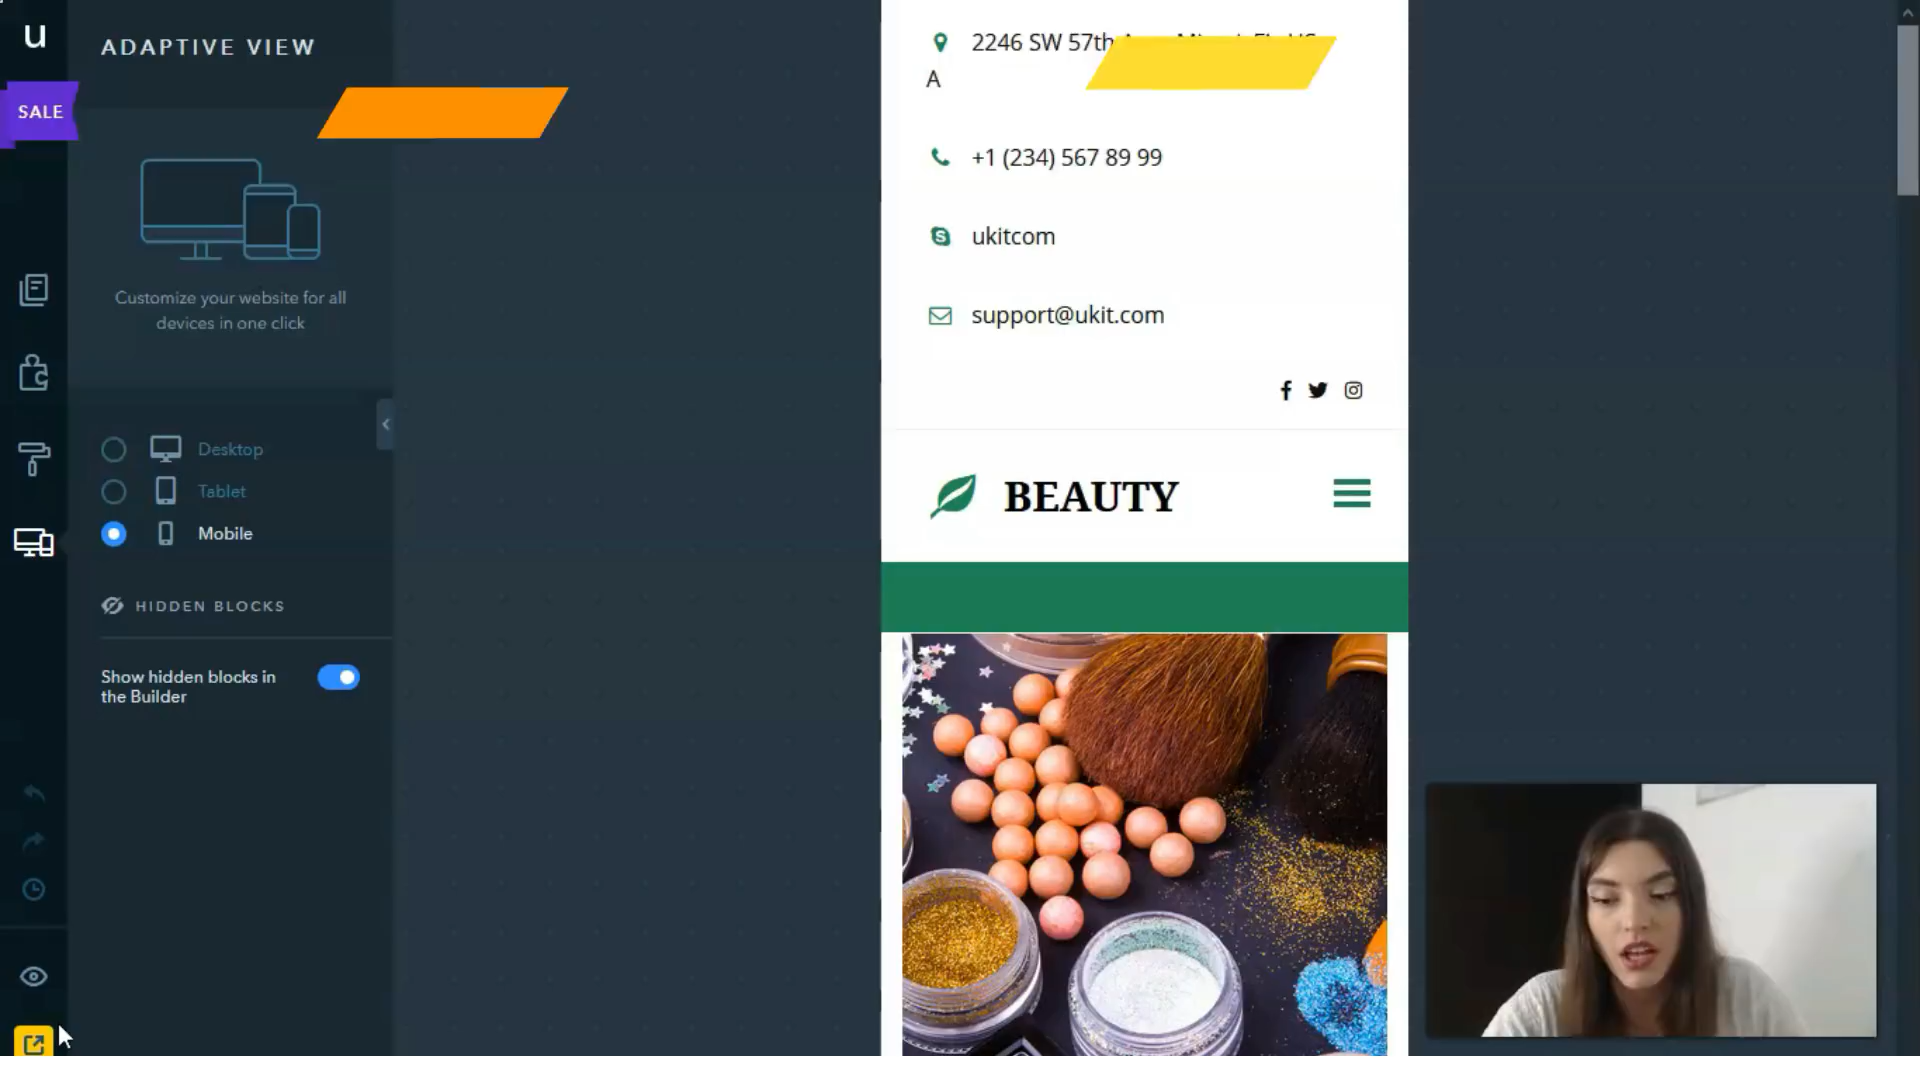 u
ADAPTIVE VIEW
SALE
Customize your website for all
devices in one click
Desktop
Tablet
Mobile
HIDDEN BLOCKS
Show hidden blocks in
the Builder
2246 SW 57th
A
+1 (234) 567 89 99
ukitcom
support@ukit.com
BEAUTY